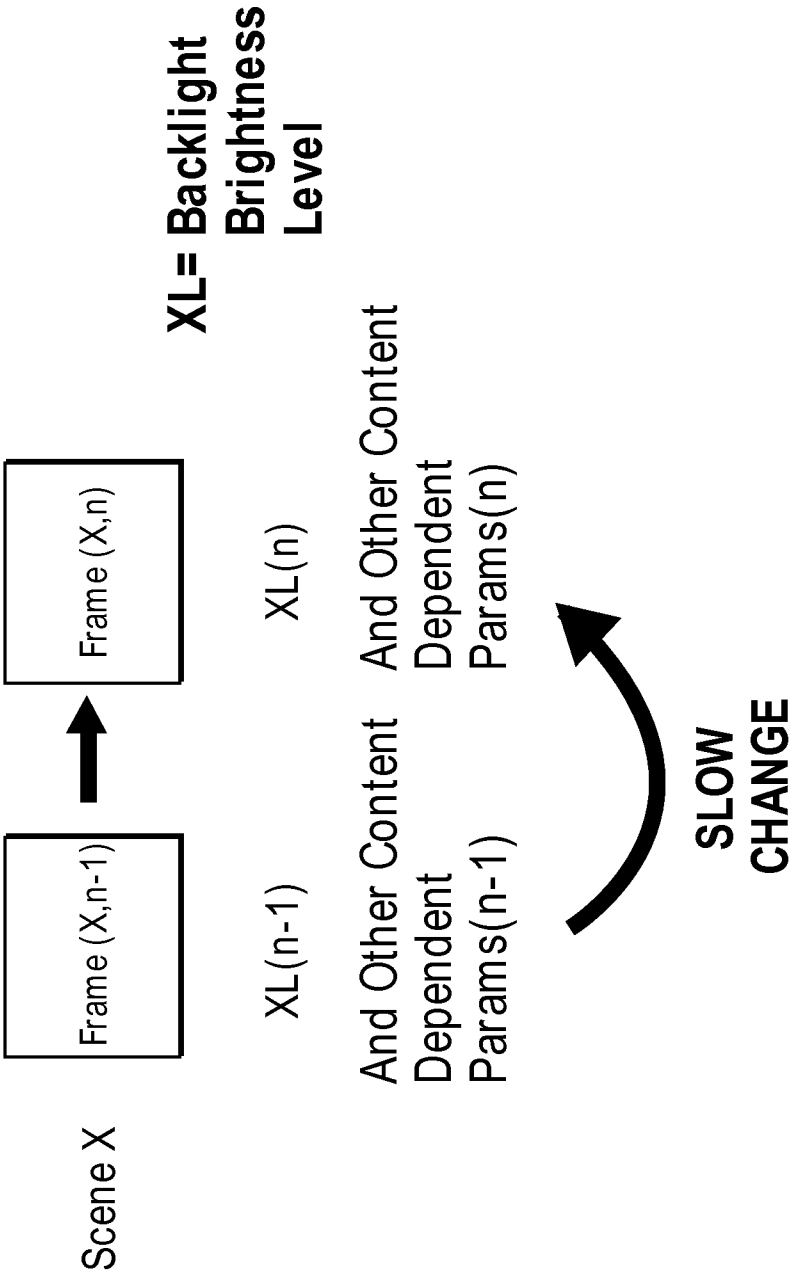 Scene X
Frame (X,n-1)
Frame (X,n)
XL(n-1)
XL(n)
XL= Backlight
Brightness
Level
And Other Content
Dependent
Params(n-1)
And Other Content
Dependent
Params(n)
SLOW
CHANGE